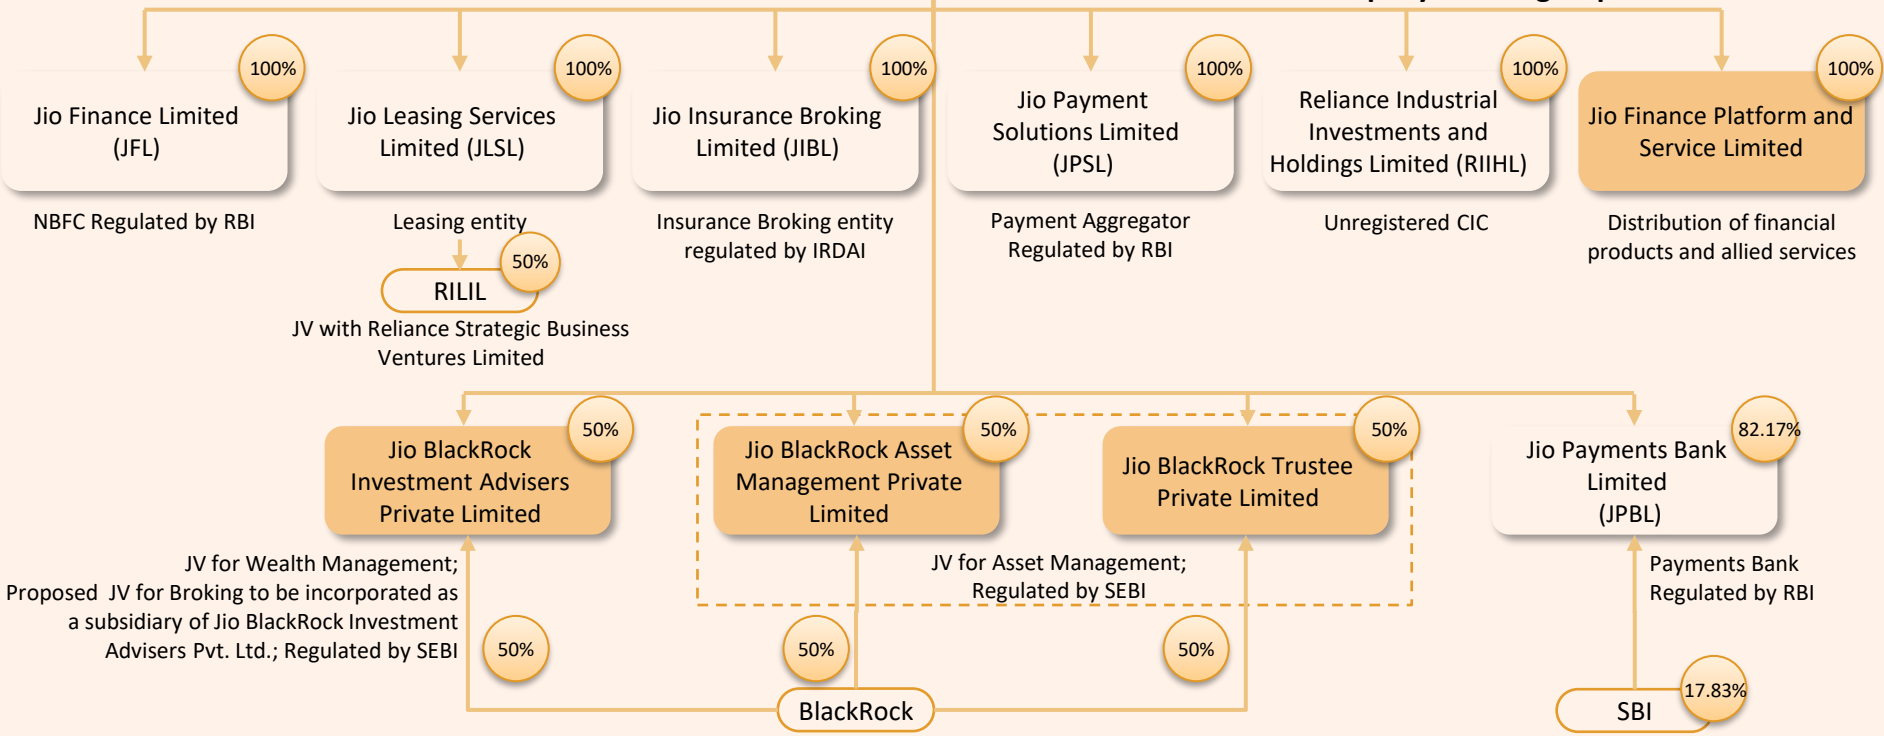 100%
Jio Finance Limited
(JFL)
NBFC Regulated by RBI
100%
Jio Leasing Services
Limited (JLSL)
Leasing entity
50%
RILIL
JV with Reliance Strategic Business
Ventures Limited
100%
Jio Insurance Broking
Limited (JIBL)
Insurance Broking entity
regulated by IRDAI
100%
Jio Payment
Solutions Limited
(JPSL)
Payment Aggregator
Regulated by RBI
100%
Reliance Industrial
Investments and
Holdings Limited (RIIHL)
Unregistered CIC
100%
Jio Finance Platform and
Service Limited
Distribution of financial
products and allied services
50%
Jio BlackRock
Investment Advisers
Private Limited
JV for Wealth Management;
Proposed JV for Broking to be incorporated as
a subsidiary of Jio BlackRock Investment
Advisers Pvt. Ltd.; Regulated by SEBI
50%
Jio BlackRock Asset
Management Private
Limited
50%
Jio BlackRock Trustee
Private Limited
JV for Asset Management;
Regulated by SEBI
82.17%
Jio Payments Bank
Limited
(JPBL)
Payments Bank
Regulated by RBI
50%
50%
50%
BlackRock
17.83%
SBI